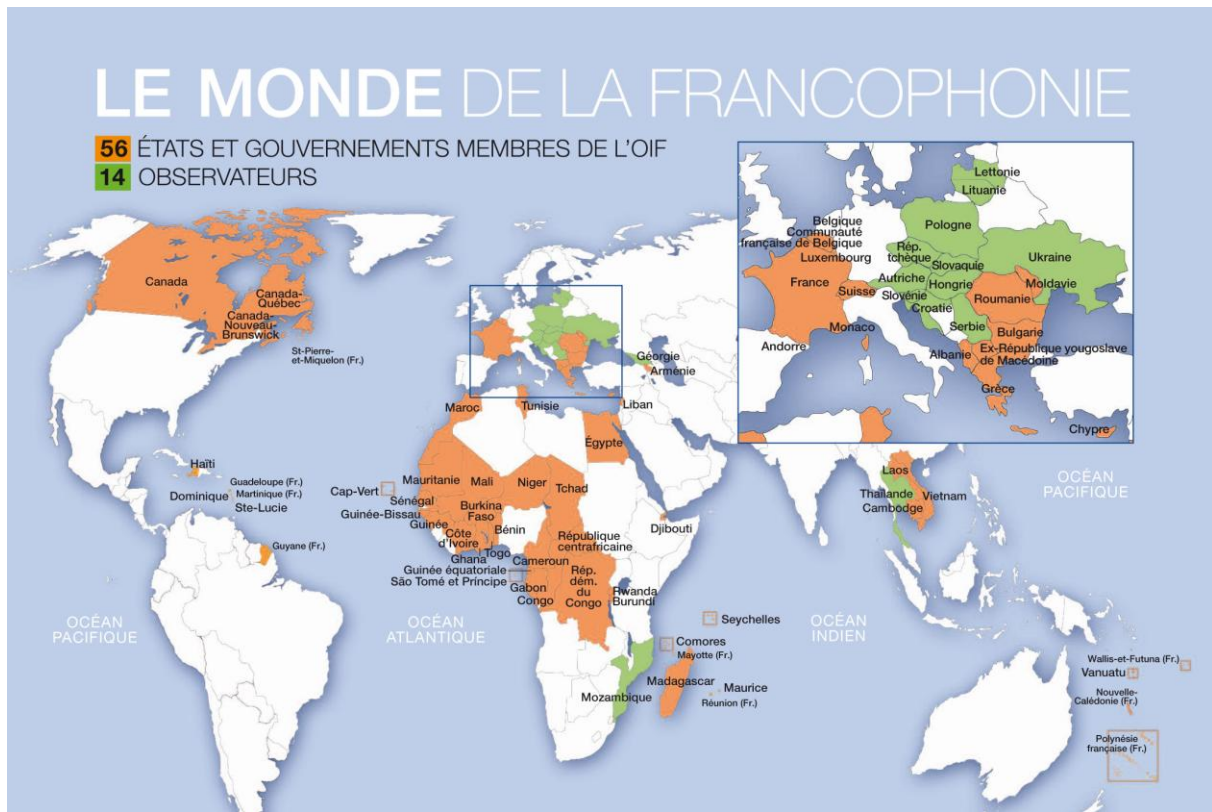 LE MONDE DE LA FRANCOPHONIE
56 ÉTATS ET GOUVERNEMENTS MEMBRES DE L'OIF
14 OBSERVATEURS
Canada
Canada-
Québec
Canada-
Nouveau-
Brunswick
St-Pierre-
et-Miquelon (Fr.)
Haïti
Guadeloupe (Fr.)
Martinique (Fr.)
Dominique
Ste-Lucie
Guyane (Fr.)
OCÉAN
PACIFIQUE
OCÉAN
ATLANTIQUE
Géorgie
Arménie
Maroc
Tunisie
Liban
Égypte
Mauritanie
Mali
Niger
Tchad
Cap-Vert
Sénégal
Guinée-Bissau
Guinée
Burkina
Faso
Côte
d'Ivoire
Bénin
Togo
Ghana
Djibouti
République
centrafricaine
Cameroun
Guinée équatoriale
São Tomé et Príncipe
Gabon
Congo
Rép.
dém.
du
Congo
Rwanda
Burundi
Seychelles
Comores
Mayotte (Fr.)
Madagascar
Mozambique
Maurice
Réunion (Fr.)
OCÉAN
INDIEN
Lettonie
Lituanie
Belgique
Communauté
française de Belgique
Luxembourg
Pologne
Rép.
tchèque
Slovaquie
Ukraine
France
Suisse
Autriche
Hongrie
Moldavie
Slovénie
Croatie
Roumanie
Serbie
Monaco
Bulgarie
Andorre
Albanie
Ex-République yougoslave
de Macédoine
Grèce
Chypre
OCÉAN
PACIFIQUE
Laos
Thaïlande
Vietnam
Cambodge
Wallis-et-Futuna (Fr.)
Vanuatu
Nouvelle-
Calédonie (Fr.)
Polynésie
française (Fr.)